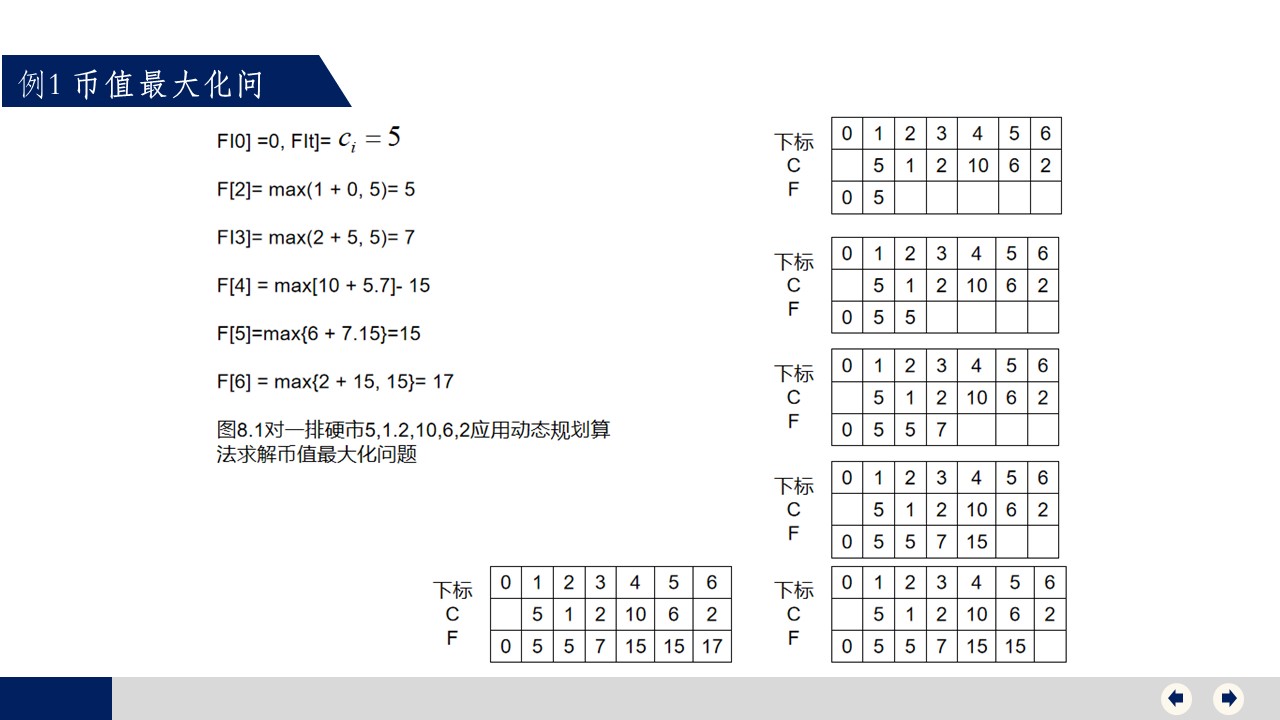 例1 币值最大化问
FI0] =0, FIt]= c_i = 5
F[2]= max(1 + 0, 5)= 5
FI3]= max(2 + 5, 5)= 7
F[4] = max[10 + 5.7]- 15
F[5]=max{6 + 7.15}=15
F[6] = max{2 + 15, 15}= 17
图8.1对一排硬市5,1.2,10,6,2应用动态规划算
法求解币值最大化问题
下标 0 1 2 3 4 5 6
C 5 1 2 10 6 2
F 0 5
下标 0 1 2 3 4 5 6
C 5 1 2 10 6 2
F 0 5 5
下标 0 1 2 3 4 5 6
C 5 1 2 10 6 2
F 0 5 5 7
下标 0 1 2 3 4 5 6
C 5 1 2 10 6 2
F 0 5 5 7 15
下标 0 1 2 3 4 5 6
C 5 1 2 10 6 2
F 0 5 5 7 15 15
下标 0 1 2 3 4 5 6
C 5 1 2 10 6 2
F 0 5 5 7 15 15 17